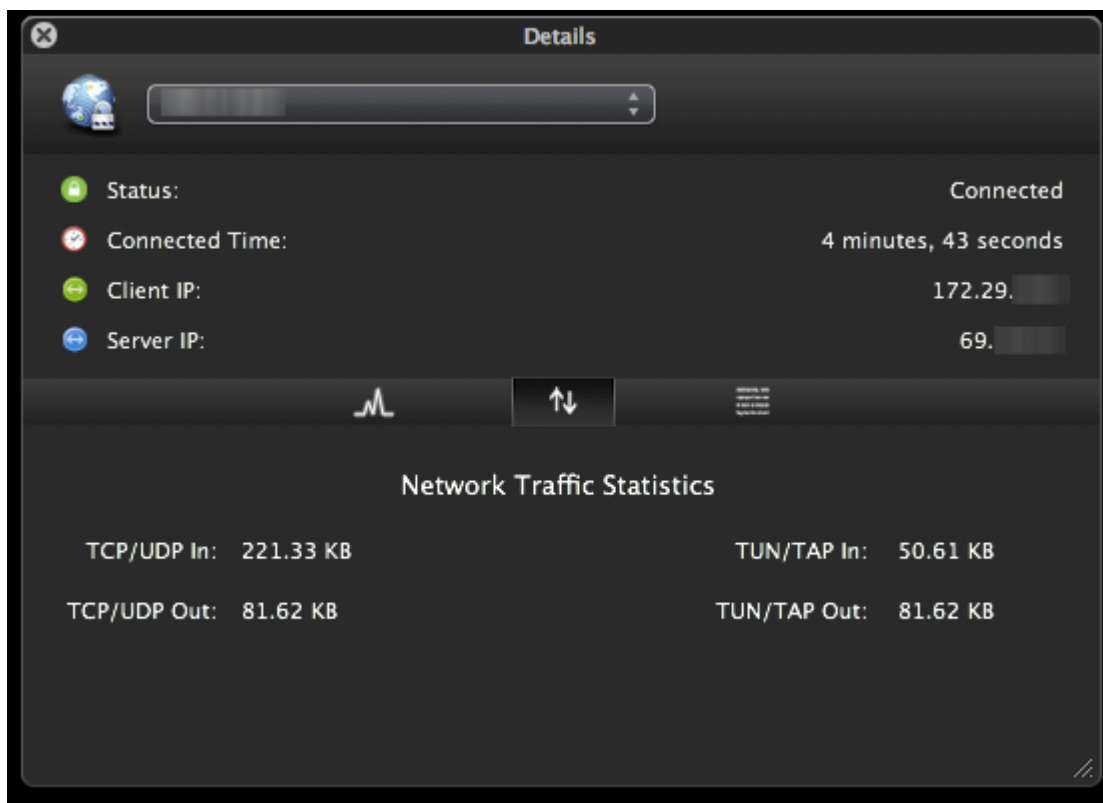 Details
Status: Connected
Connected Time: 4 minutes, 43 seconds
Client IP: 172.29.
Server IP: 69.
Network Traffic Statistics
TCP/UDP In: 221.33 KB TUN/TAP In: 50.61 KB
TCP/UDP Out: 81.62 KB TUN/TAP Out: 81.62 KB